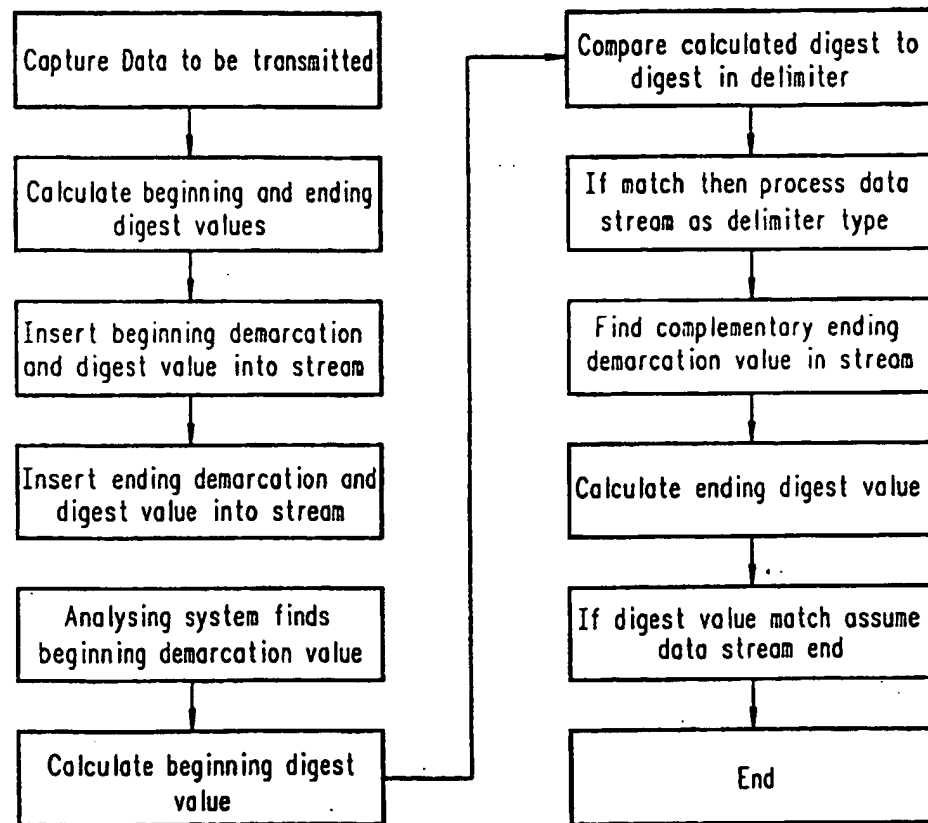 Capture Data to be transmitted
Calculate beginning and ending
digest values
Insert beginning demarcation
and digest value into stream
Insert ending demarcation and
digest value into stream
Analysing system finds
beginning demarcation value
Calculate beginning digest
value
Compare calculated digest to
digest in delimiter
If match then process data
stream as delimiter type
Find complementary ending
demarcation value in stream
Calculate ending digest value
If digest value match assume
data stream end
End